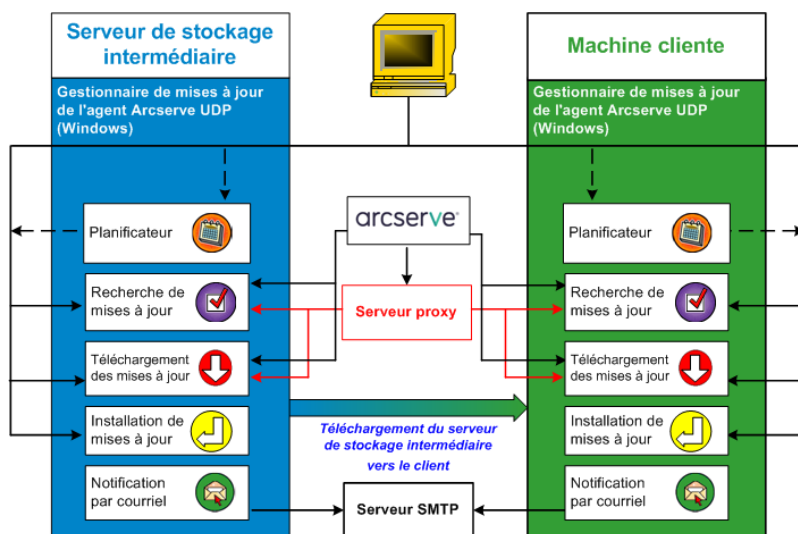 Serveur de stockage
intermédiaire
Gestionnaire de mises à jour
de l'agent Arcserve UDP
(Windows)
Planificateur
Recherche de
mises à jour
Téléchargement
des mises à jour
Installation de
mises à jour
Notification
par courriel
arcserve®
Serveur proxy
Téléchargement du serveur
de stockage intermédiaire
vers le client
Serveur SMTP
Machine cliente
Gestionnaire de mises à jour
de l'agent Arcserve UDP
(Windows)
Planificateur
Recherche de
mises à jour
Téléchargement
des mises à jour
Installation de
mises à jour
Notification
par courriel